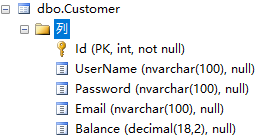 dbo.Customer
列
Id (PK, int, not null)
UserName (nvarchar(100), null)
Password (nvarchar(100), null)
Email (nvarchar(100), null)
Balance (decimal(18,2), null)